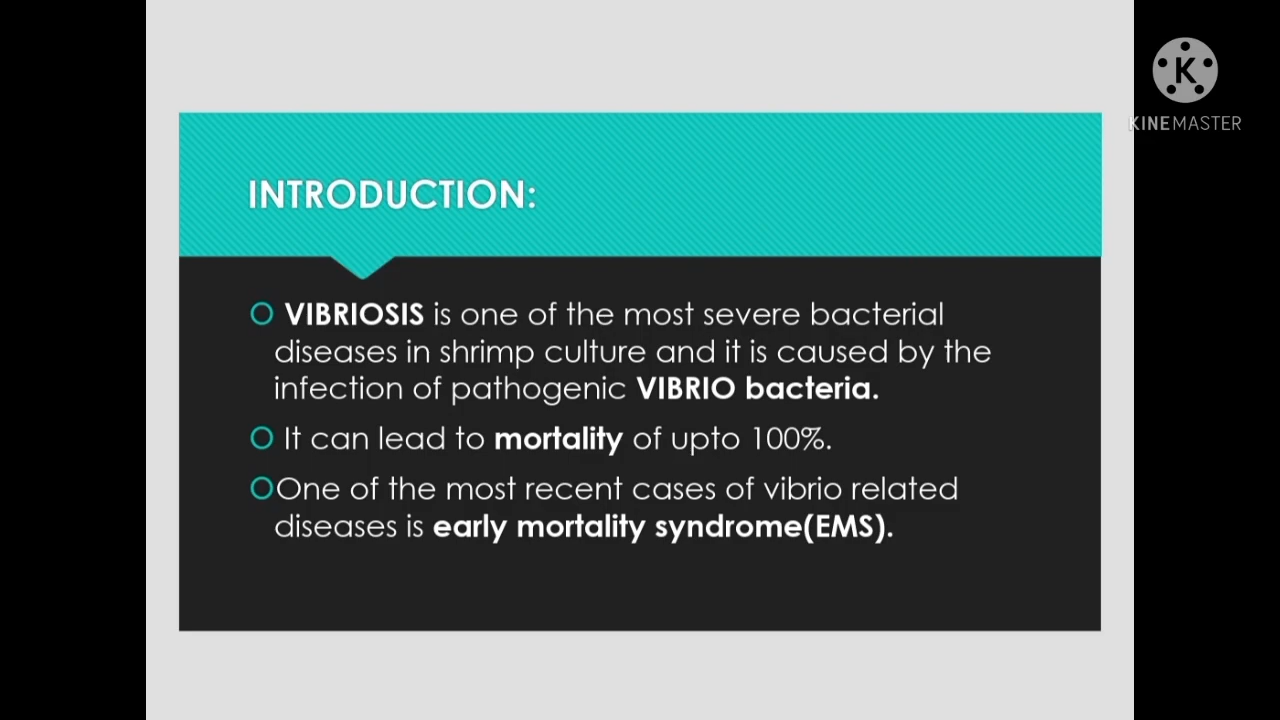 K
KINEMASTER
INTRODUCTION:
VIBRIOSIS is one of the most severe bacterial
diseases in shrimp culture and it is caused by the
infection of pathogenic VIBRIO bacteria.
It can lead to mortality of upto 100%.
One of the most recent cases of vibrio related
diseases is early mortality syndrome(EMS).